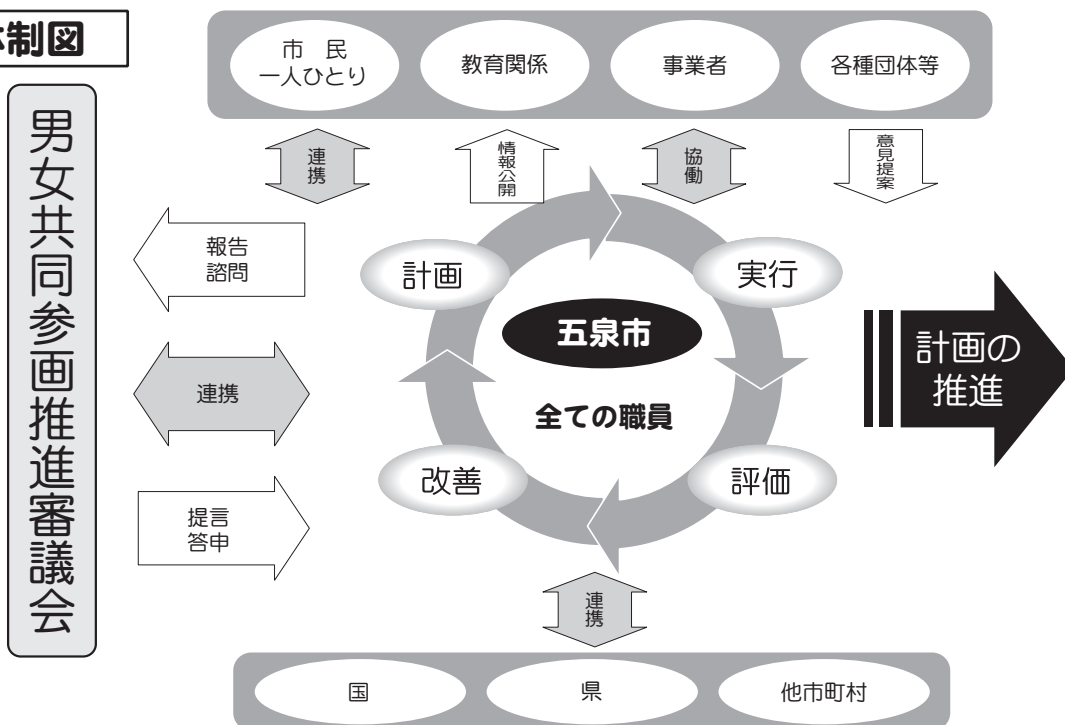 体制図
市　民
一人ひとり
教育関係
事業者
各種団体等
男女共同参画推進審議会
連携
情報公開
協働
意見提案
報告
諮問
計画
実行
五泉市
計画の
推進
連携
全ての職員
改善
評価
提言
答申
連携
国
県
他市町村